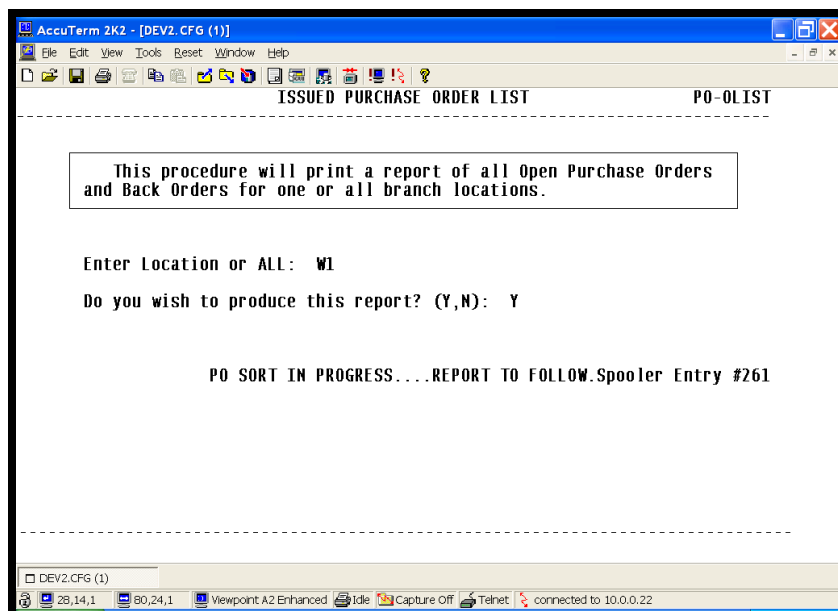 AccuTerm 2K2 - [DEV2.CFG (1)]
File Edit View Tools Reset Window Help
ISSUED PURCHASE ORDER LIST PO-OLIST
This procedure will print a report of all Open Purchase Orders
and Back Orders for one or all branch locations.
Enter Location or ALL: W1
Do you wish to produce this report? (Y,N): Y
PO SORT IN PROGRESS....REPORT TO FOLLOW.Spooler Entry #261
DEV2.CFG (1)
28,14,1 80,24,1 Viewpoint A2 Enhanced Idle Capture Off Telnet connected to 10.0.0.22